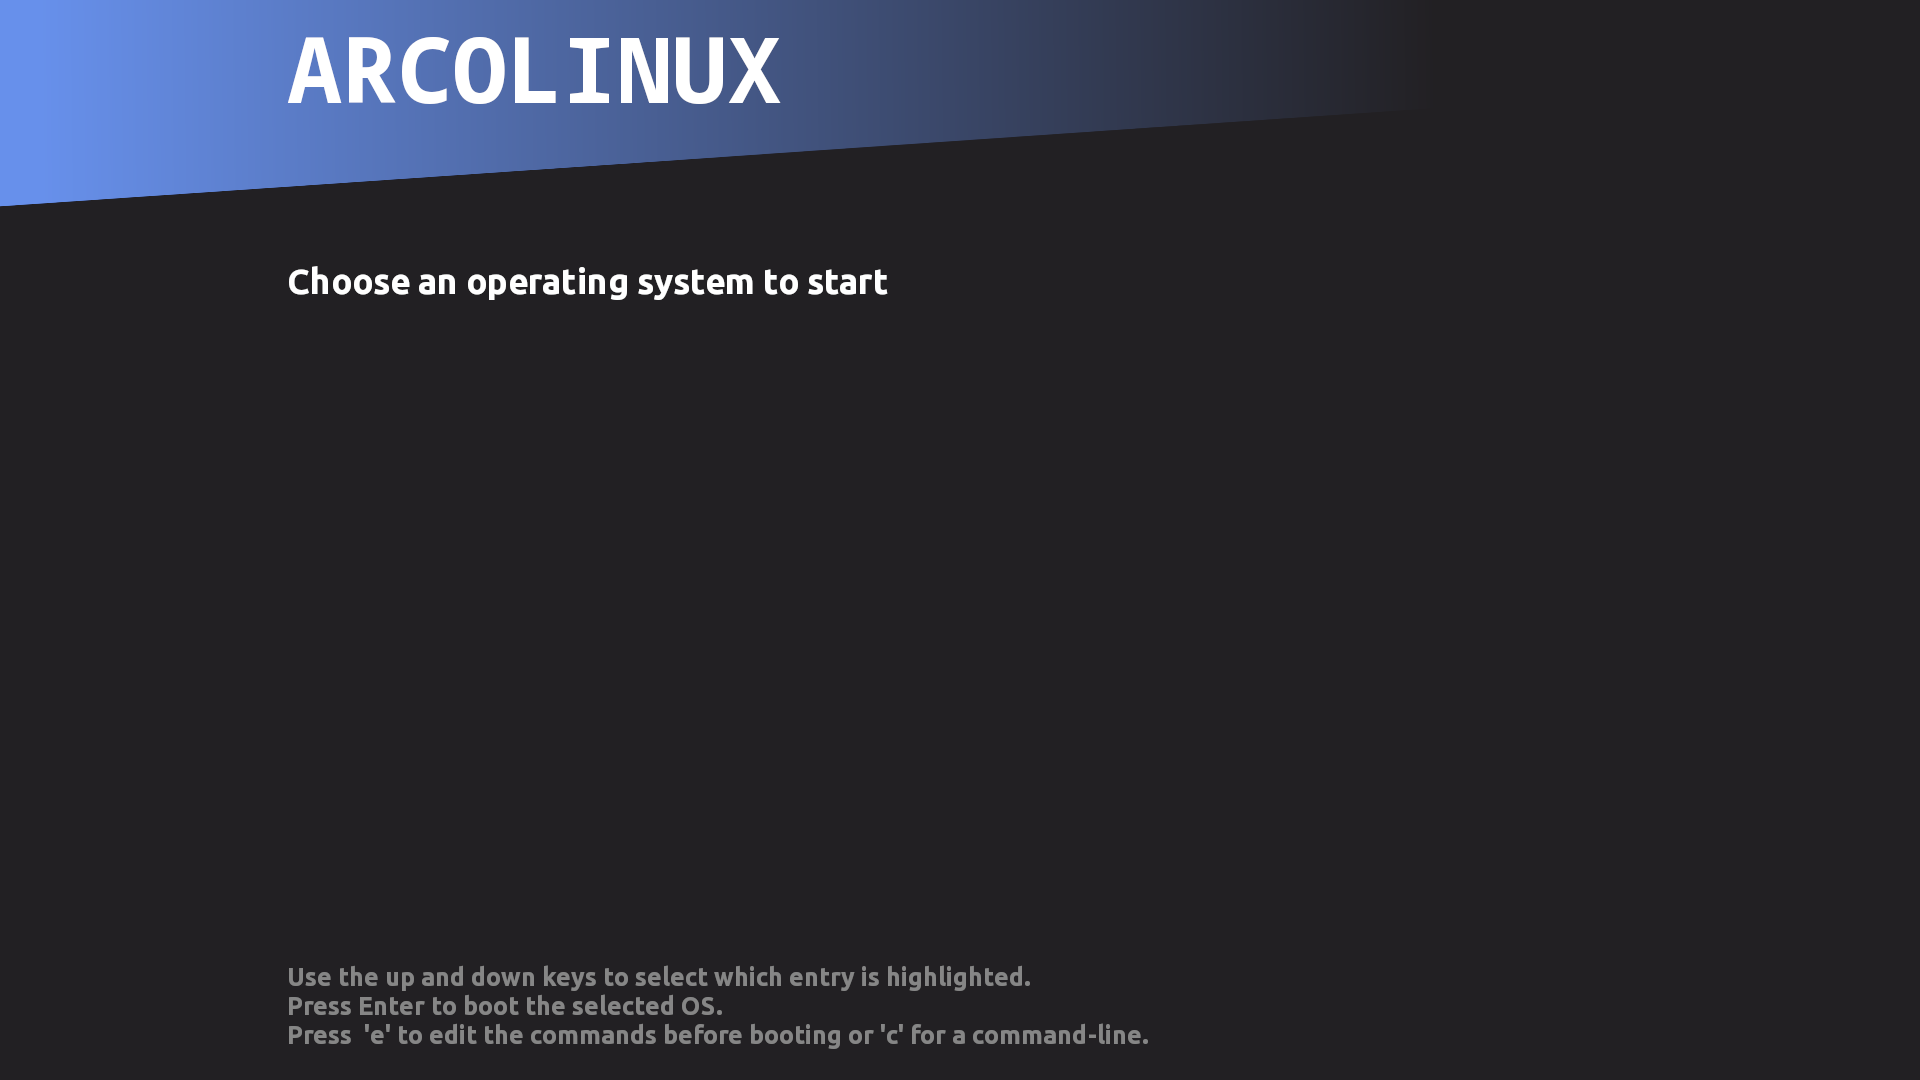 ARCOLINUX
Choose an operating system to start
Use the up and down keys to select which entry is highlighted.
Press Enter to boot the selected OS.
Press  'e' to edit the commands before booting or 'c' for a command-line.